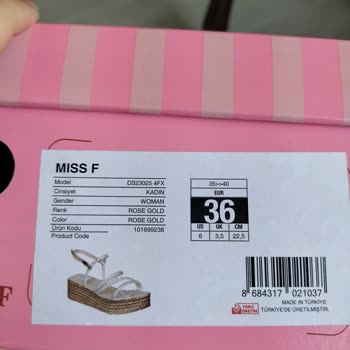 MISS F
Model DS23025 4FX
Cinsiyet KADIN
Gender WOMAN
Renk ROSE GOLD
Color ROSE GOLD
Ürün Kodu
Product Code 101699238
35>>40
EUR
36
US UK CM
6 3,5 22,5
8 684317 021037
MADE IN TÜRKİYE
TÜRKİYE'DE ÜRETİLMİŞTİR.
F